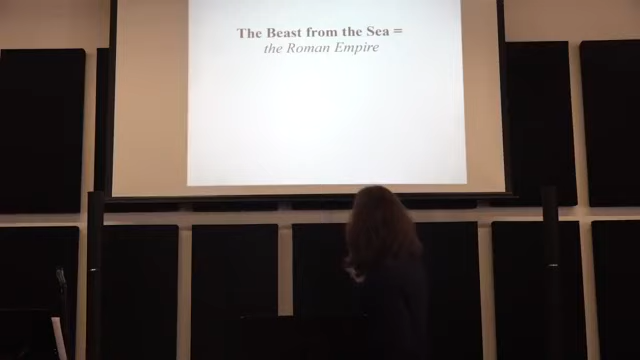 The Beast from the Sea =
the Roman Empire